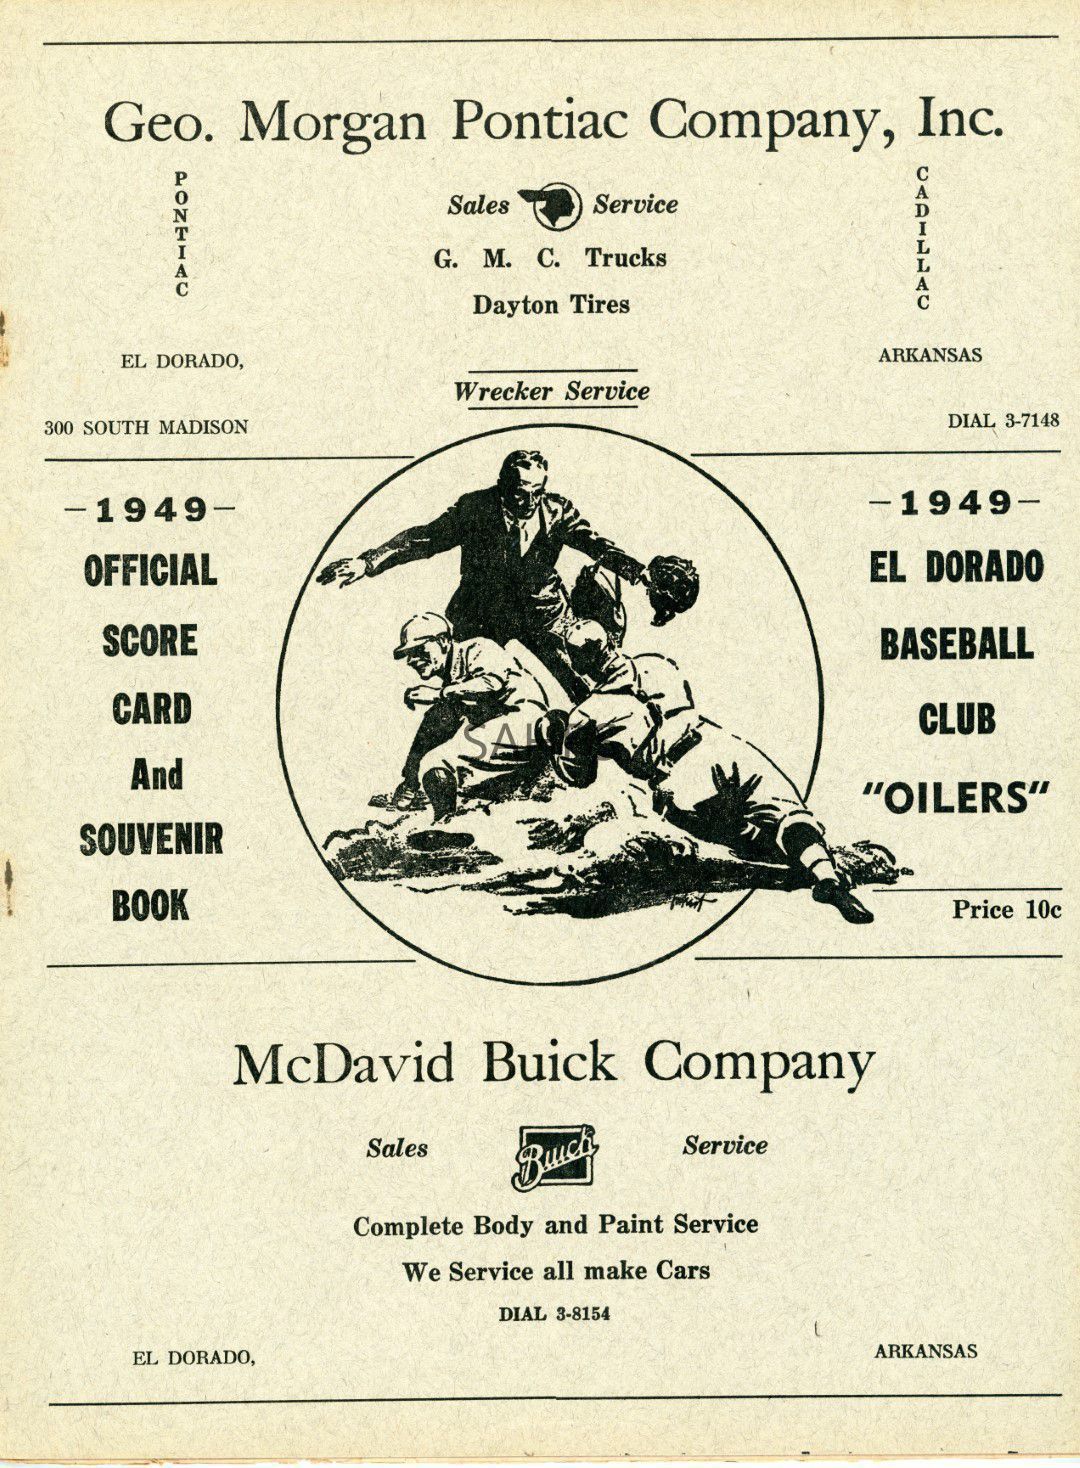 Geo. Morgan Pontiac Company, Inc.
PONTIAC
Sales Service
CADILLAC
G. M. C. Trucks
Dayton Tires
EL DORADO,
ARKANSAS
Wrecker Service
300 SOUTH MADISON
DIAL 3-7148
-1949-
OFFICIAL
SCORE
CARD
And
SOUVENIR
BOOK
-1949-
EL DORADO
BASEBALL
CLUB
"OILERS"
Price 10c
McDavid Buick Company
Sales
Buick
Service
Complete Body and Paint Service
We Service all make Cars
DIAL 3-8154
EL DORADO,
ARKANSAS